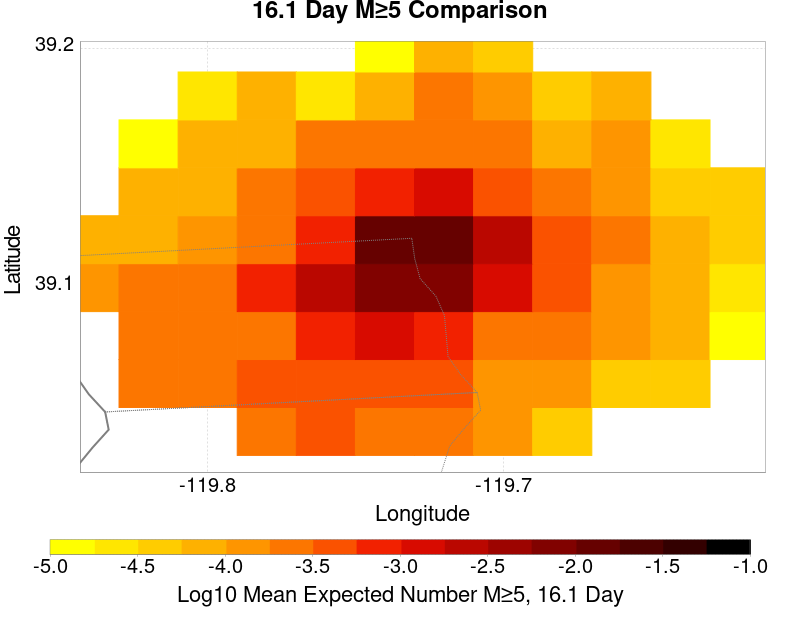 16.1 Day M≥5 Comparison
39.2
39.1
Latitude
-119.8
-119.7
Longitude
-5.0 -4.5 -4.0 -3.5 -3.0 -2.5 -2.0 -1.5 -1.0
Log10 Mean Expected Number M≥5, 16.1 Day